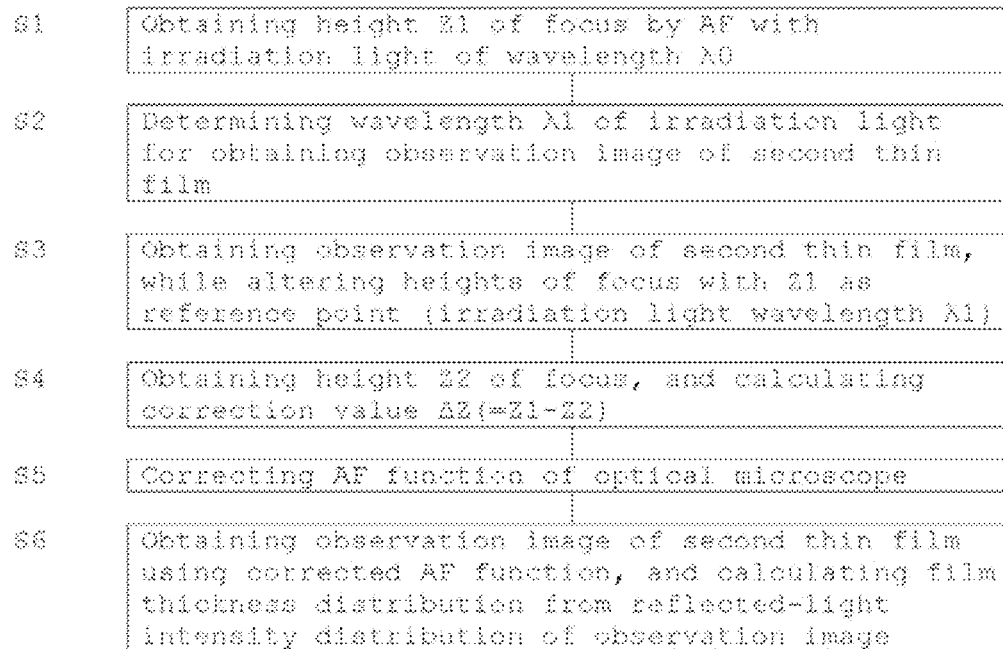 S1 Obtaining height Z1 of focus by AF with
irradiation light of wavelength λ0
S2 Determining wavelength λ1 of irradiation light
for obtaining observation image of second thin
film
S3 Obtaining observation image of second thin film,
while altering heights of focus with Z1 as
reference point (irradiation light wavelength λ1)
S4 Obtaining height Z2 of focus, and calculating
correction value ΔZ(=Z1-Z2)
S5 Correcting AF function of optical microscope
S6 Obtaining observation image of second thin film
using corrected AF function, and calculating film
thickness distribution from reflected-light
intensity distribution of observation image